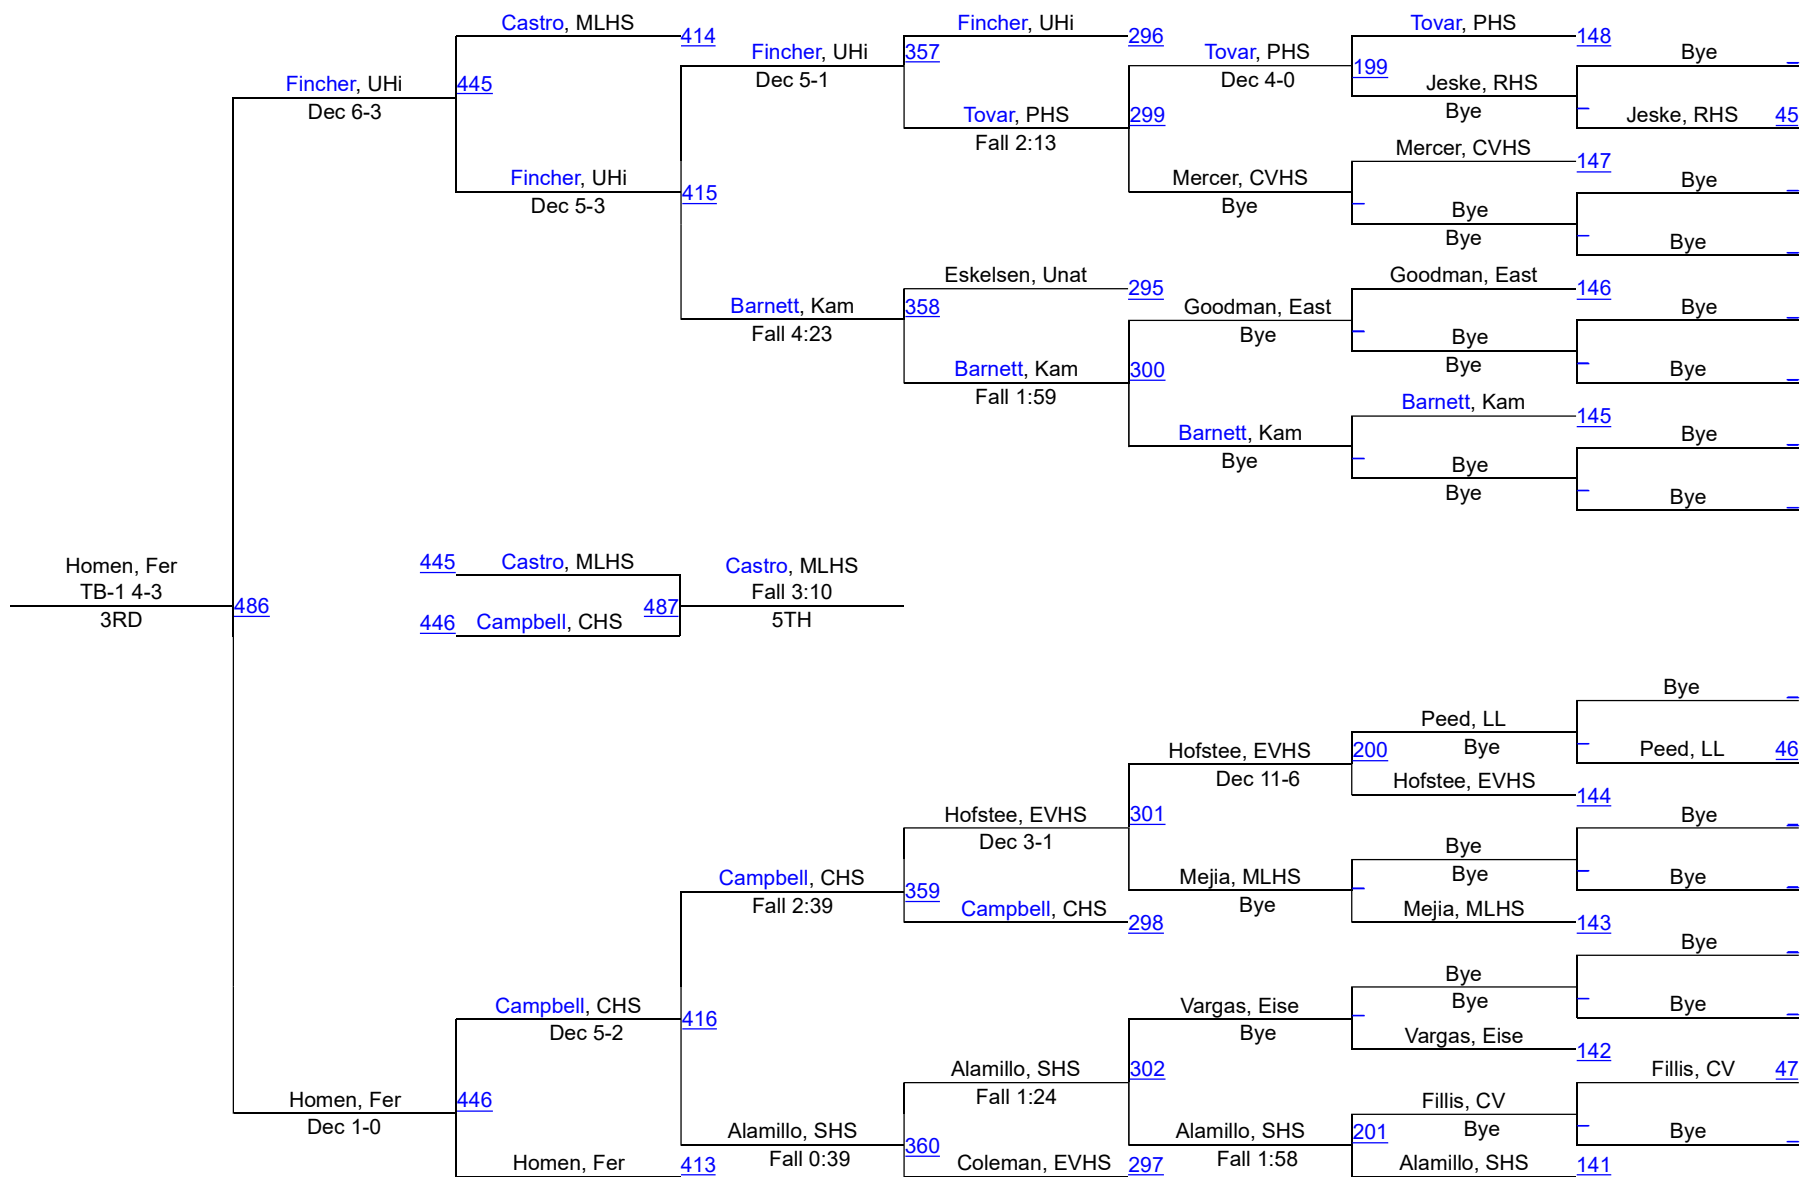 Castro, MLHS
414
Fincher, UHi
296
Tovar, PHS
148
Fincher, UHi
357
Tovar, PHS
Bye
Dec 5-1
Dec 4-0
199
Fincher, UHi
445
Jeske, RHS
Dec 6-3
Bye
Tovar, PHS
299
Jeske, RHS 45
Fall 2:13
Mercer, CVHS
147
Fincher, UHi
415
Mercer, CVHS
Bye
Dec 5-3
Bye
Bye
Bye
Bye
Eskelsen, Unat
295
Goodman, East
146
Barnett, Kam
358
Goodman, East
Bye
Fall 4:23
Bye
Bye
Bye
Barnett, Kam
300
Bye
Fall 1:59
Barnett, Kam
145
Barnett, Kam
Bye
Bye
Bye
Bye
Bye
Homen, Fer
445
Castro, MLHS
Castro, MLHS
TB-1 4-3
Fall 3:10
486
487
3RD
446
Campbell, CHS
5TH
Bye
Peed, LL
Hofstee, EVHS
200
Bye
Peed, LL 46
Dec 11-6
Hofstee, EVHS
144
Hofstee, EVHS
301
Bye
Dec 3-1
Bye
Campbell, CHS
359
Mejia, MLHS
Bye
Bye
Fall 2:39
Bye
Campbell, CHS
298
Mejia, MLHS
143
Bye
Bye
Campbell, CHS
416
Vargas, Eise
Bye
Bye
Dec 5-2
Bye
Vargas, Eise
142
Alamillo, SHS
302
Fillis, CV 47
Homen, Fer
446
Fall 1:24
Fillis, CV
Dec 1-0
Alamillo, SHS
360
Alamillo, SHS
201
Bye
Bye
Homen, Fer
413
Fall 0:39
Coleman, EVHS
297
Fall 1:58
Alamillo, SHS
141